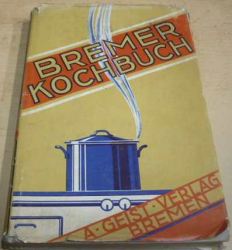 BREMER
KOCHBUCH
A · GEIST · VERLAG
BREMEN